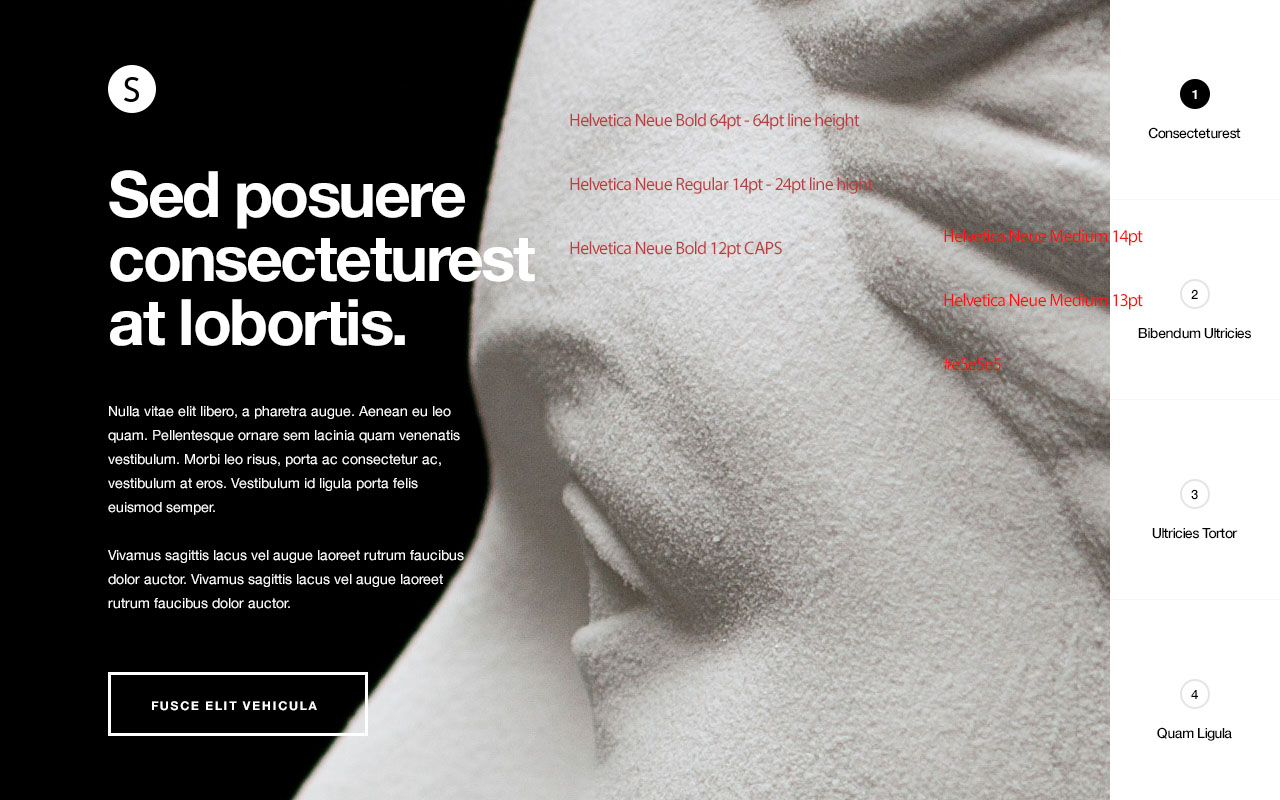 S
Sed posuere
consecteturest
at lobortis.
Nulla vitae elit libero, a pharetra augue. Aenean eu leo
quam. Pellentesque ornare sem lacinia quam venenatis
vestibulum. Morbi leo risus, porta ac consectetur ac,
vestibulum at eros. Vestibulum id ligula porta felis
euismod semper.
Vivamus sagittis lacus vel augue laoreet rutrum faucibus
dolor auctor. Vivamus sagittis lacus vel augue laoreet
rutrum faucibus dolor auctor.
FUSCE ELIT VEHICULA
Helvetica Neue Bold 64pt - 64pt line height
Helvetica Neue Regular 14pt - 24pt line hight
Helvetica Neue Bold 12pt CAPS
Helvetica Neue Medium 14pt
Helvetica Neue Medium 13pt
#e5e5e5
1
Consecteturest
2
Bibendum Ultricies
3
Ultricies Tortor
4
Quam Ligula